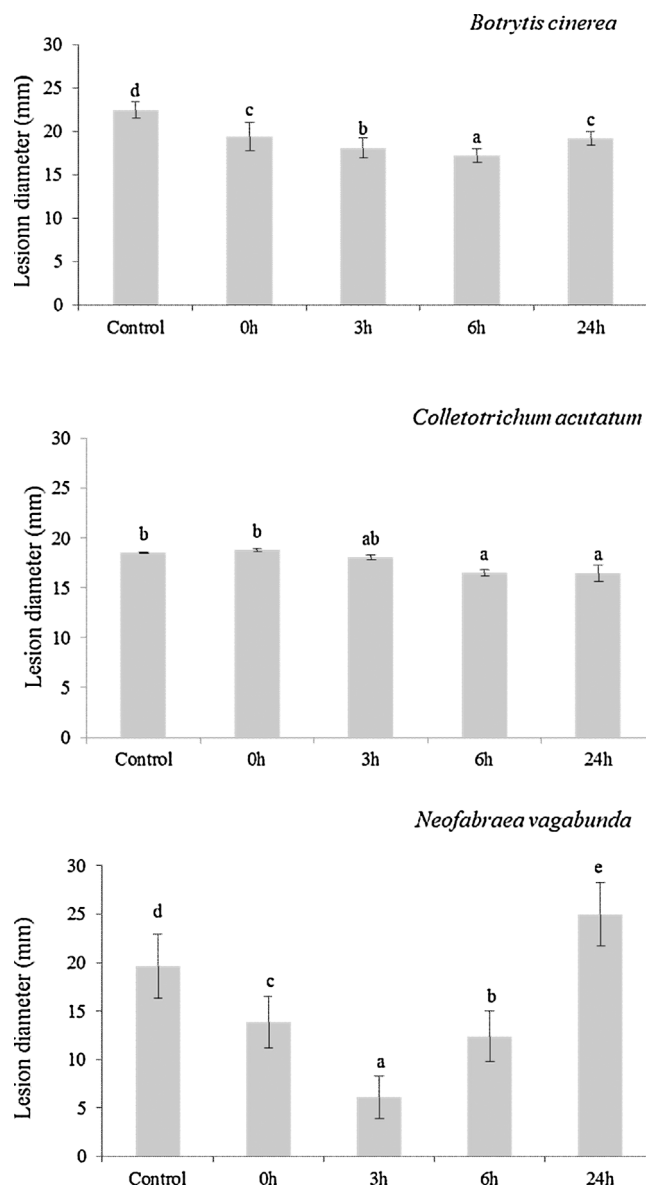 Botrytis cinerea
30
25
20
15
10
5
0
Lesionn diameter (mm)
d
c
b
a
c
Control 0h 3h 6h 24h
Colletotrichum acutatum
30
25
20
15
10
5
0
Lesion diameter (mm)
b
b
ab
a
a
Control 0h 3h 6h 24h
Neofabraea vagabunda
30
25
20
15
10
5
0
Lesion diameter (mm)
d
c
a
b
e
Control 0h 3h 6h 24h